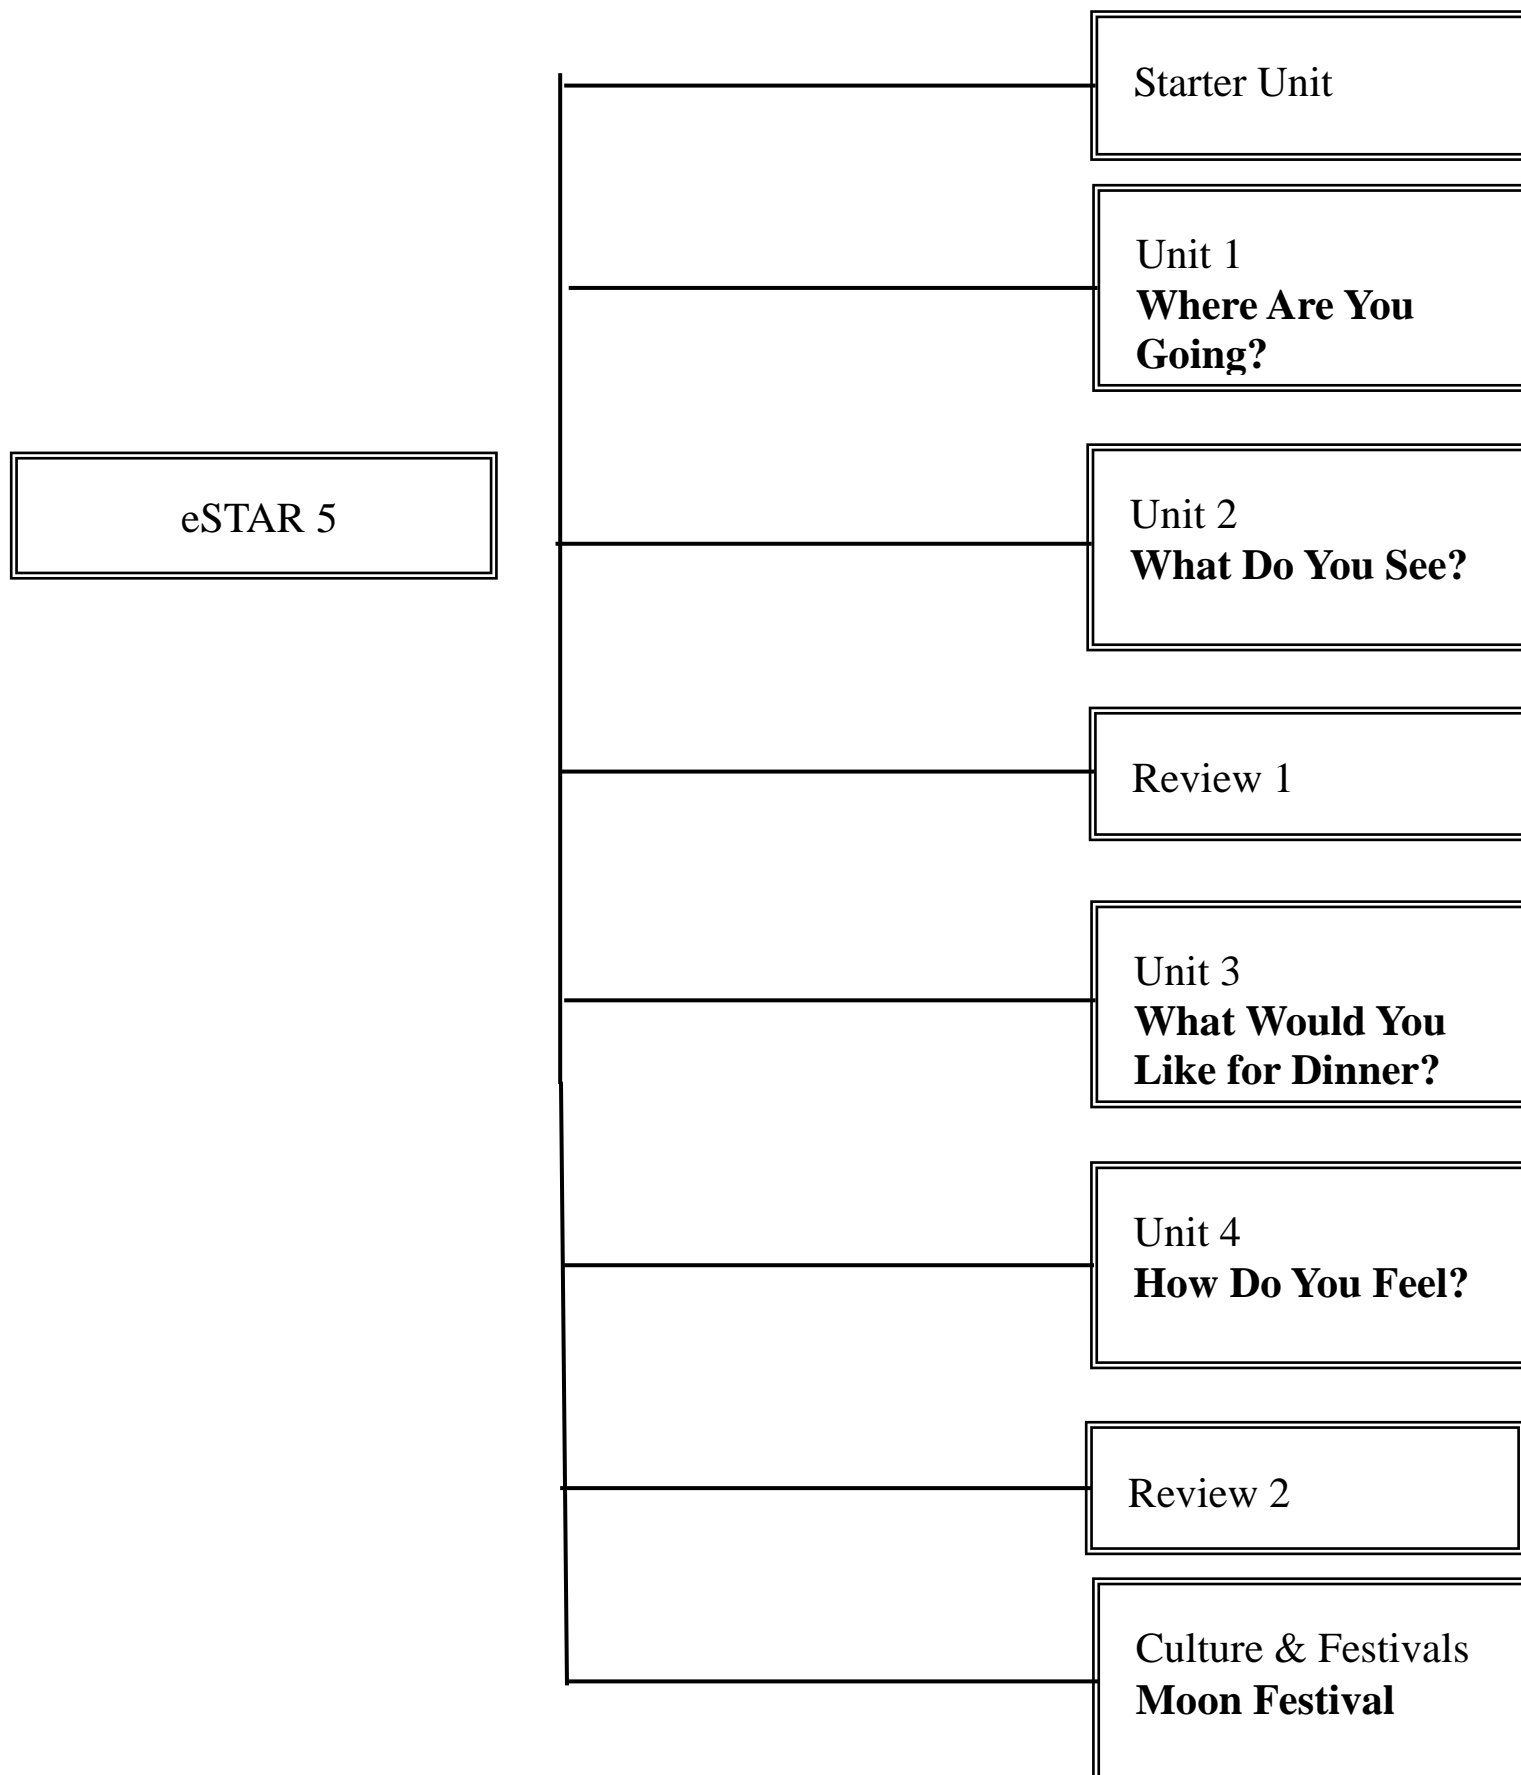 Starter Unit
Unit 1
Where Are You
Going?
eSTAR 5
Unit 2
What Do You See?
Review 1
Unit 3
What Would You
Like for Dinner?
Unit 4
How Do You Feel?
Review 2
Culture & Festivals
Moon Festival